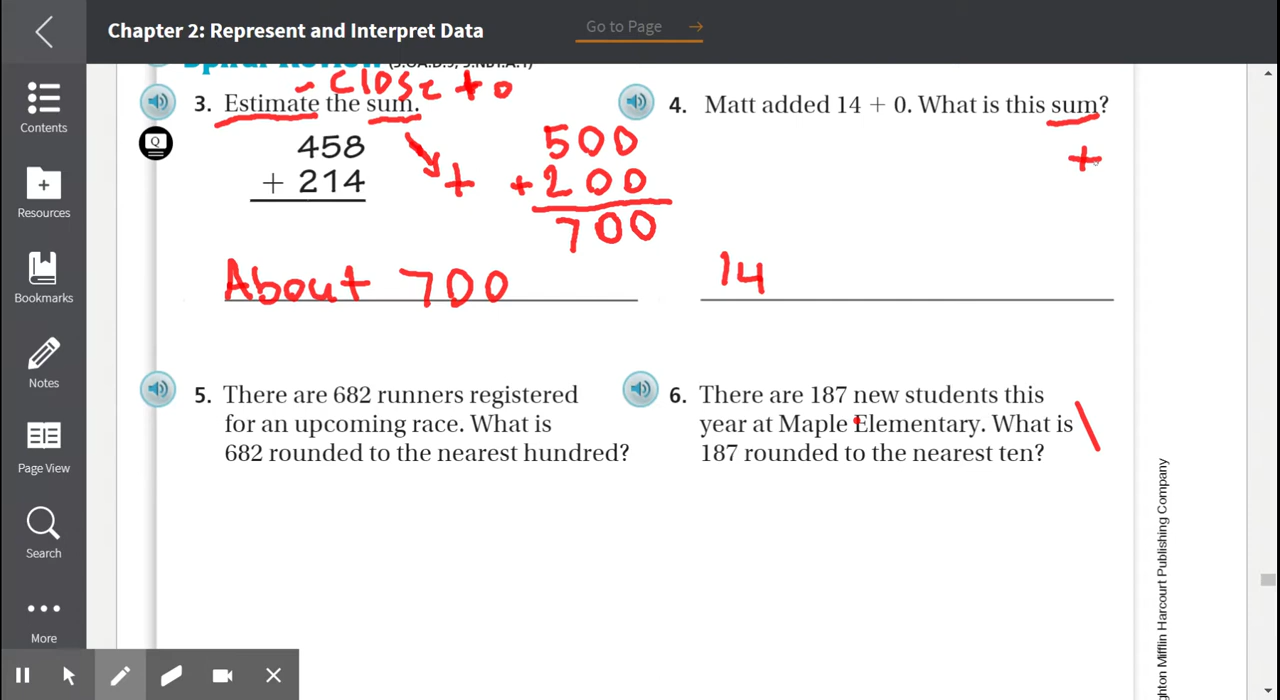 Chapter 2: Represent and Interpret Data
Go to Page →
Contents
Resources
Bookmarks
Notes
Page View
Search
More
- close to
3. Estimate the sum.
458
+ 214
+
500
+200
700
About 700
4. Matt added 14 + 0. What is this sum?
+
14
5. There are 682 runners registered
for an upcoming race. What is
682 rounded to the nearest hundred?
6. There are 187 new students this
year at Maple Elementary. What is
187 rounded to the nearest ten?
Mifflin Harcourt Publishing Company